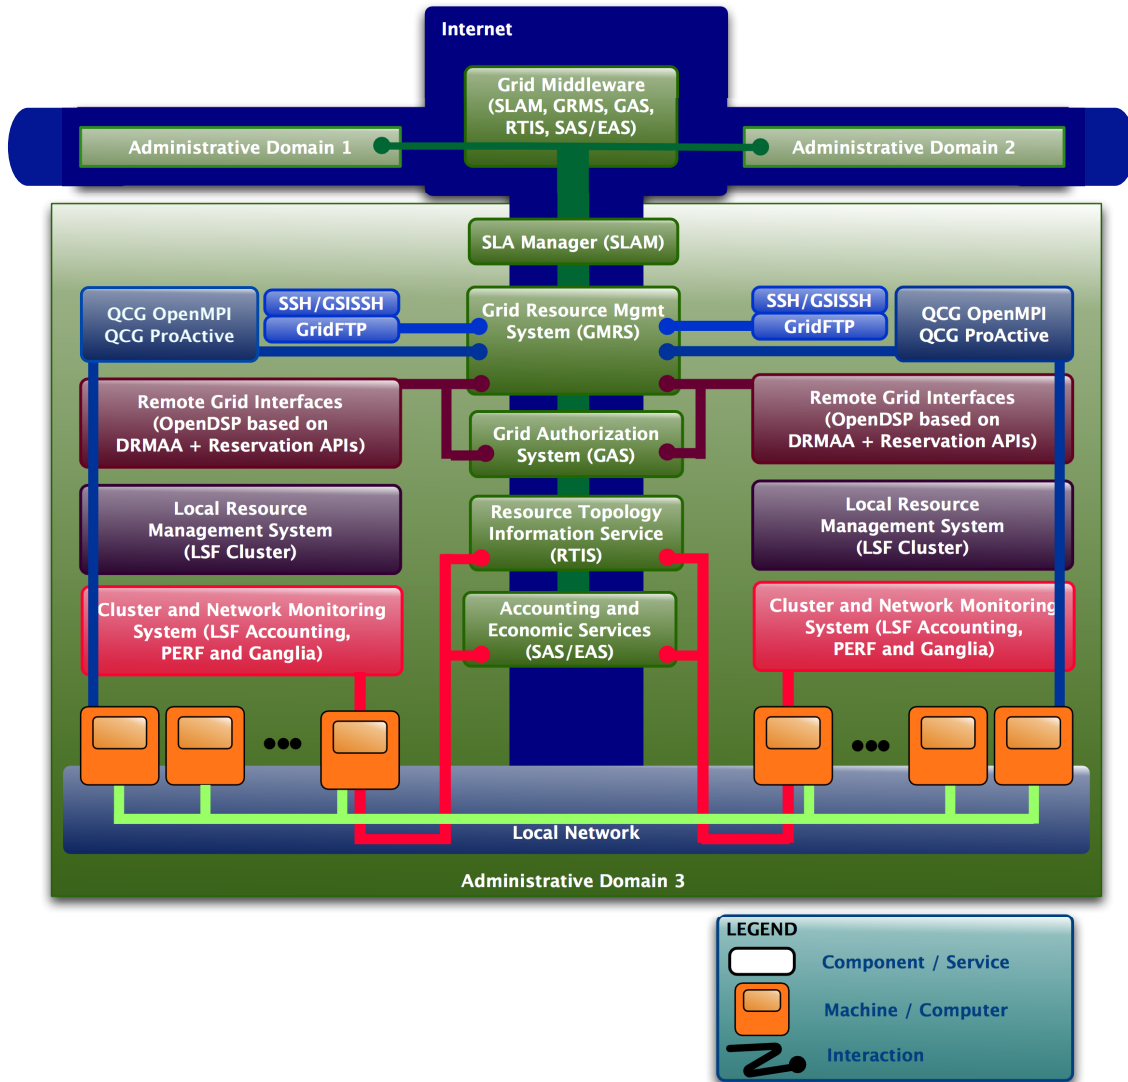 Internet
Grid Middleware
(SLAM, GRMS, GAS,
RTIS, SAS/EAS)
Administrative Domain 1
Administrative Domain 2
SLA Manager (SLAM)
QCG OpenMPI
QCG ProActive
SSH/GSISSH
GridFTP
Grid Resource Mgmt
System (GMRS)
SSH/GSISSH
GridFTP
QCG OpenMPI
QCG ProActive
Remote Grid Interfaces
(OpenDSP based on
DRMAA + Reservation APIs)
Grid Authorization
System (GAS)
Remote Grid Interfaces
(OpenDSP based on
DRMAA + Reservation APIs)
Local Resource
Management System
(LSF Cluster)
Resource Topology
Information Service
(RTIS)
Local Resource
Management System
(LSF Cluster)
Cluster and Network Monitoring
System (LSF Accounting,
PERF and Ganglia)
Accounting and
Economic Services
(SAS/EAS)
Cluster and Network Monitoring
System (LSF Accounting,
PERF and Ganglia)
Local Network
Administrative Domain 3
LEGEND
Component / Service
Machine / Computer
Interaction